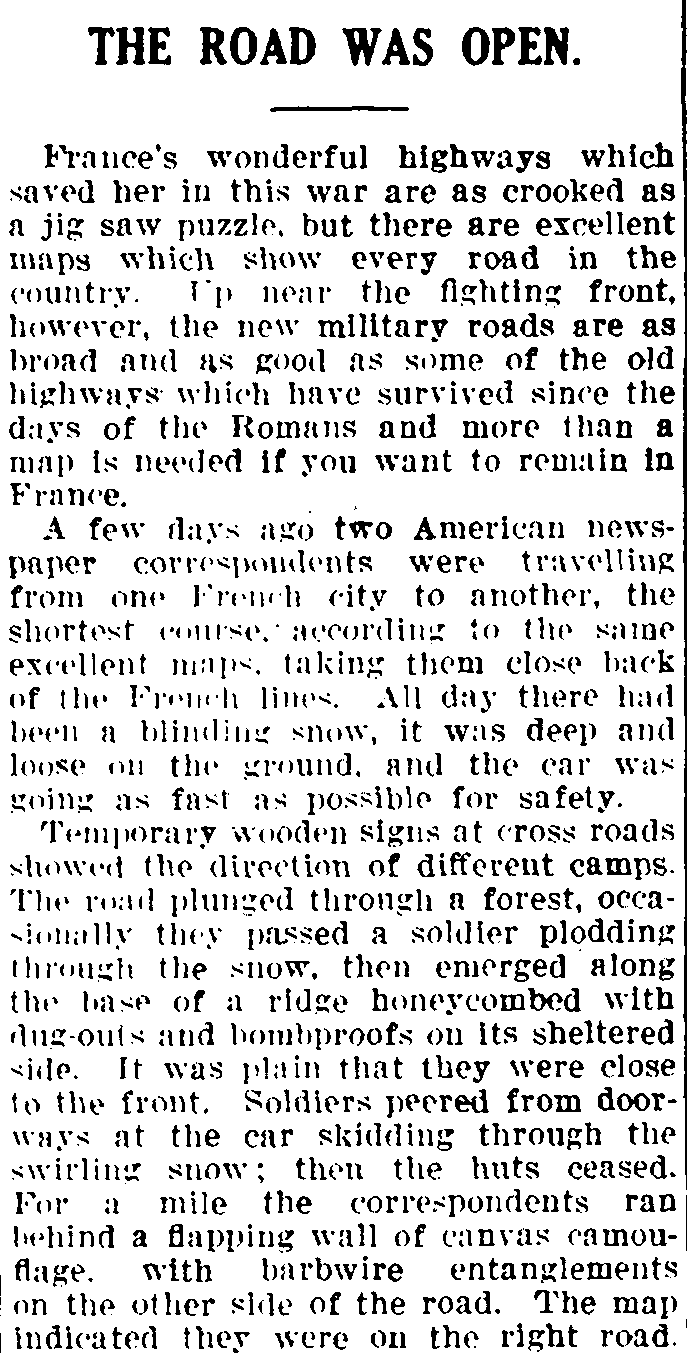 THE ROAD WAS OPEN.
France's wonderful highways which
saved her in this war are as crooked as
a jig saw puzzle, but there are excellent
maps which show every road in the
country. Up near the fighting front,
however, the new military roads are as
broad and as good as some of the old
highways which have survived since the
days of the Romans and more than a
map is needed if you want to remain in
France.
A few days ago two American news-
paper correspondents were travelling
from one French city to another, the
shortest course, according to the same
excellent maps, taking them close back
of the French lines. All day there had
been a blinding snow, it was deep and
loose on the ground, and the car was
going as fast as possible for safety.
Temporary wooden signs at cross roads
showed the direction of different camps.
The road plunged through a forest, occa-
sionally they passed a soldier plodding
through the snow, then emerged along
the base of a ridge honeycombed with
dug-outs and bombproofs on its sheltered
side. It was plain that they were close
to the front. Soldiers peered from door-
ways at the car skidding through the
swirling snow; then the huts ceased.
For a mile the correspondents ran
behind a flapping wall of canvas camou-
flage, with barbwire entanglements
on the other side of the road. The map
indicated they were on the right road.